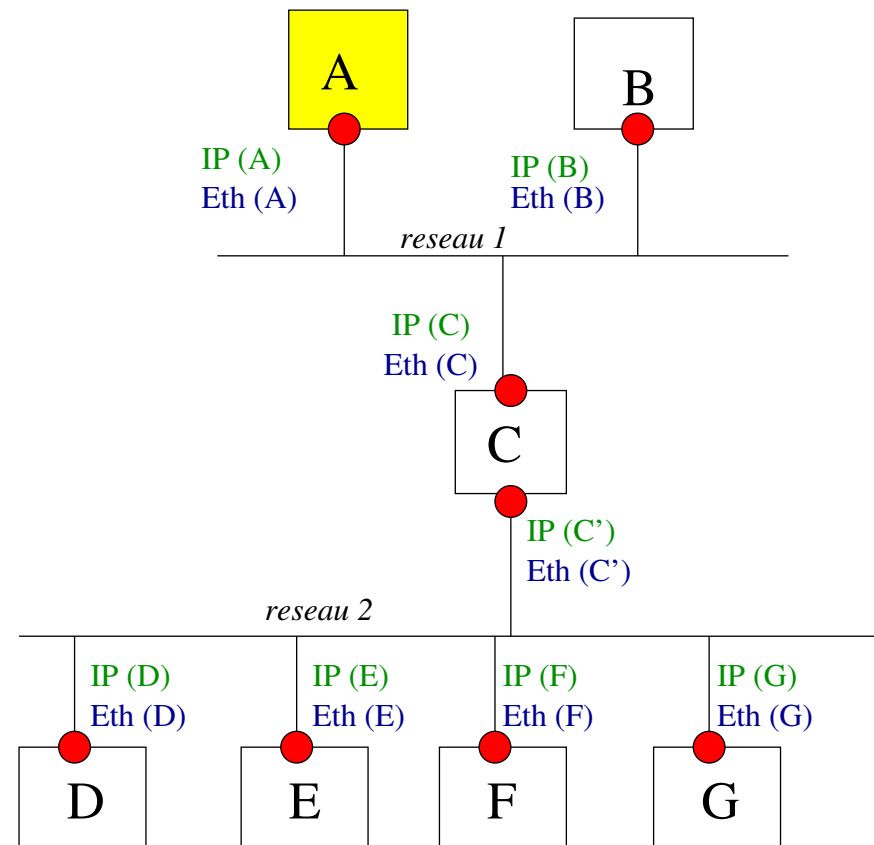 A
B
IP (A)
Eth (A)
IP (B)
Eth (B)
reseau 1
IP (C)
Eth (C)
C
IP (C’)
Eth (C’)
reseau 2
IP (D)
Eth (D)
IP (E)
Eth (E)
IP (F)
Eth (F)
IP (G)
Eth (G)
D
E
F
G